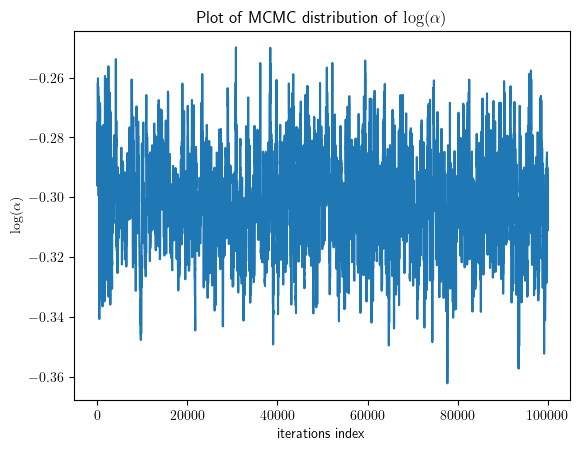 Plot of MCMC distribution of log(α)
−0.26
−0.28
−0.30
−0.32
−0.34
−0.36
log(α)
0 20000 40000 60000 80000 100000
iterations index